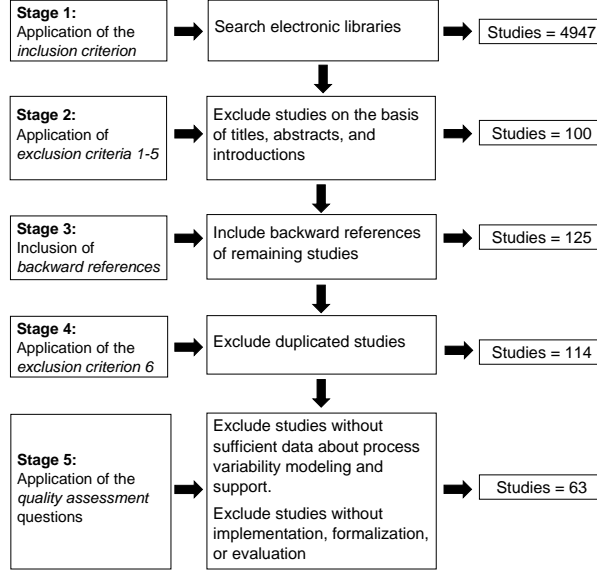 Stage 1:
Application of the
inclusion criterion
Search electronic libraries
Studies = 4947
Stage 2:
Application of
exclusion criteria 1-5
Exclude studies on the basis
of titles, abstracts, and
introductions
Studies = 100
Stage 3:
Inclusion of
backward references
Include backward references
of remaining studies
Studies = 125
Stage 4:
Application of the
exclusion criterion 6
Exclude duplicated studies
Studies = 114
Stage 5:
Application of the
quality assessment
questions
Exclude studies without
sufficient data about process
variability modeling and
support.
Exclude studies without
implementation, formalization,
or evaluation
Studies = 63